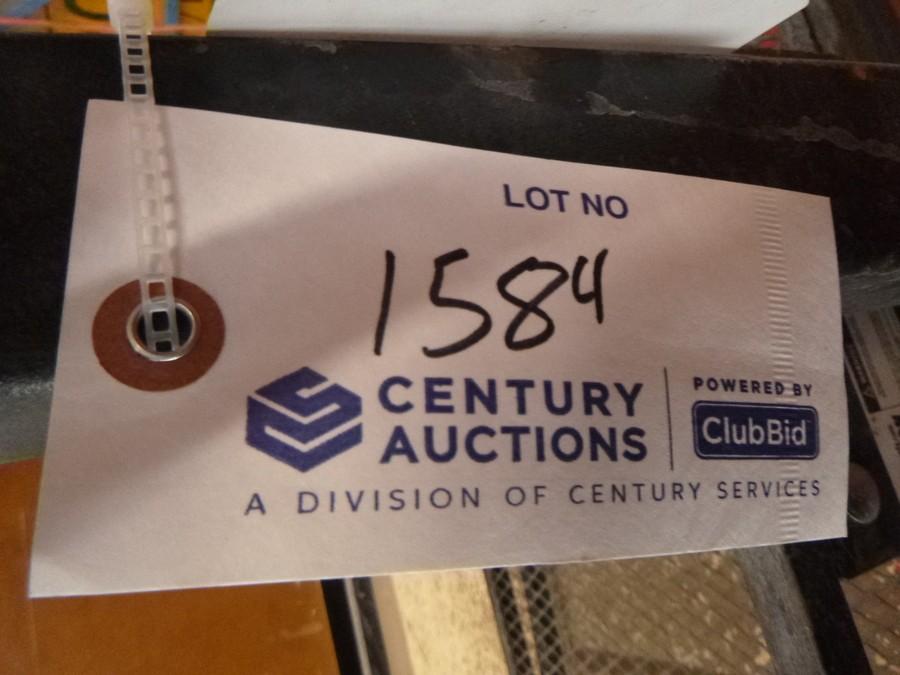 LOT NO
1584
CENTURY AUCTIONS
POWERED BY
ClubBid
A DIVISION OF CENTURY SERVICES